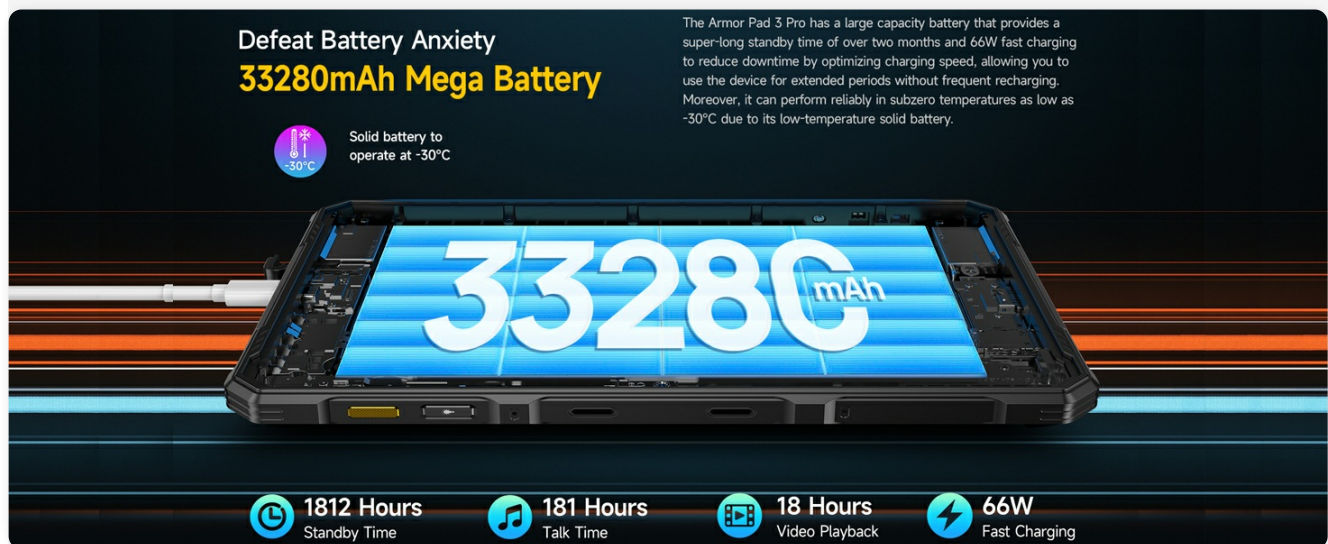 Defeat Battery Anxiety
33280mAh Mega Battery
-30°C
Solid battery to
operate at -30°C
The Armor Pad 3 Pro has a large capacity battery that provides a
super-long standby time of over two months and 66W fast charging
to reduce downtime by optimizing charging speed, allowing you to
use the device for extended periods without frequent recharging.
Moreover, it can perform reliably in subzero temperatures as low as
-30°C due to its low-temperature solid battery.
33280mAh
1812 Hours
Standby Time
181 Hours
Talk Time
18 Hours
Video Playback
66W
Fast Charging